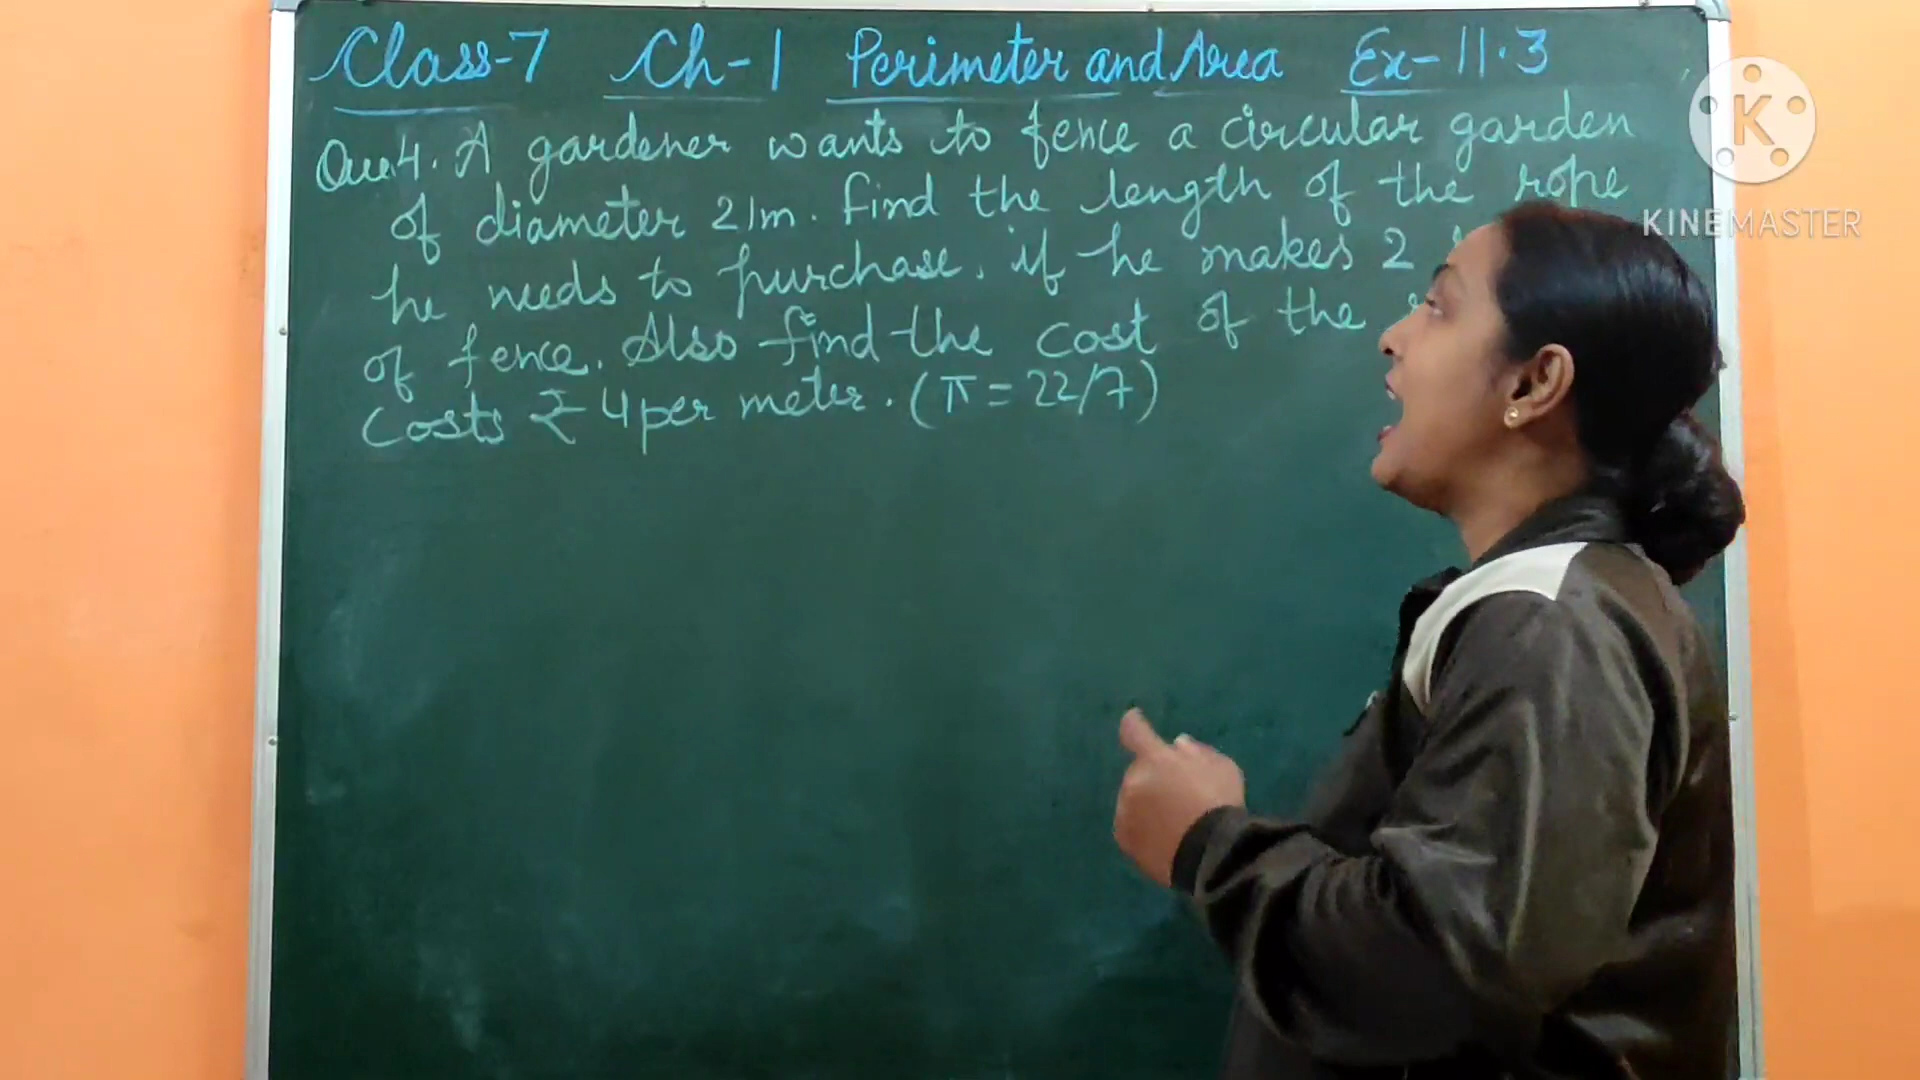 Class-7 Ch-1 Perimeter and Area Ex-11.3
Que4. A gardener wants to fence a circular garden
of diameter 21m. find the length of the rope
he needs to purchase, if he makes 2
of fence. Also find the cost of the
costs ₹ 4 per meter. (π = 22/7)
K
KINEMASTER